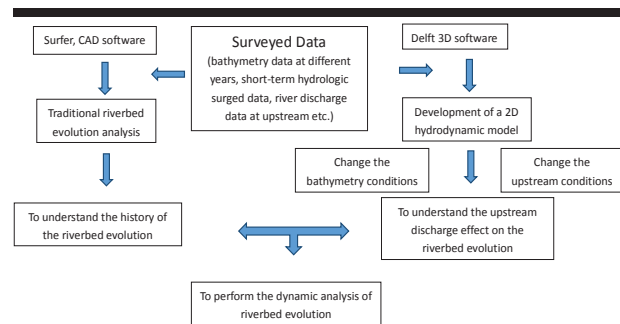 Surfer, CAD software
Surveyed Data
(bathymetry data at different
years, short-term hydrologic
surged data, river discharge
data at upstream etc.)
Delft 3D software
Traditional riverbed
evolution analysis
Development of a 2D
hydrodynamic model
Change the
bathymetry conditions
Change the
upstream conditions
To understand the history of
the riverbed evolution
To understand the upstream
discharge effect on the
riverbed evolution
To perform the dynamic analysis of
riverbed evolution